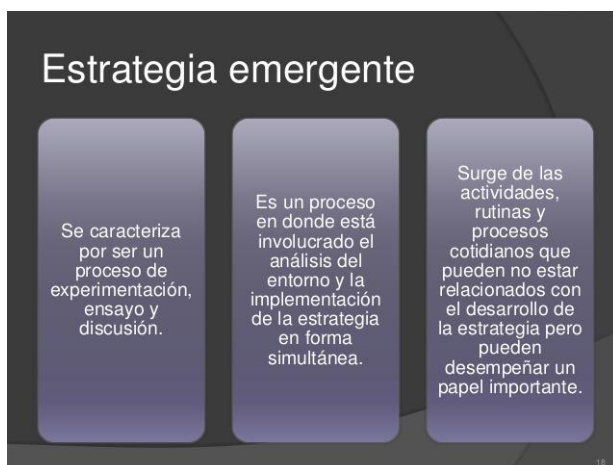 Estrategia emergente
Se caracteriza
por ser un
proceso de
experimentación,
ensayo y
discusión.
Es un proceso
en donde está
involucrado el
análisis del
entorno y la
implementación
de la estrategia
en forma
simultánea.
Surge de las
actividades,
rutinas y
procesos
cotidianos que
pueden no estar
relacionados con
el desarrollo de
la estrategia pero
pueden
desempeñar un
papel importante.
18